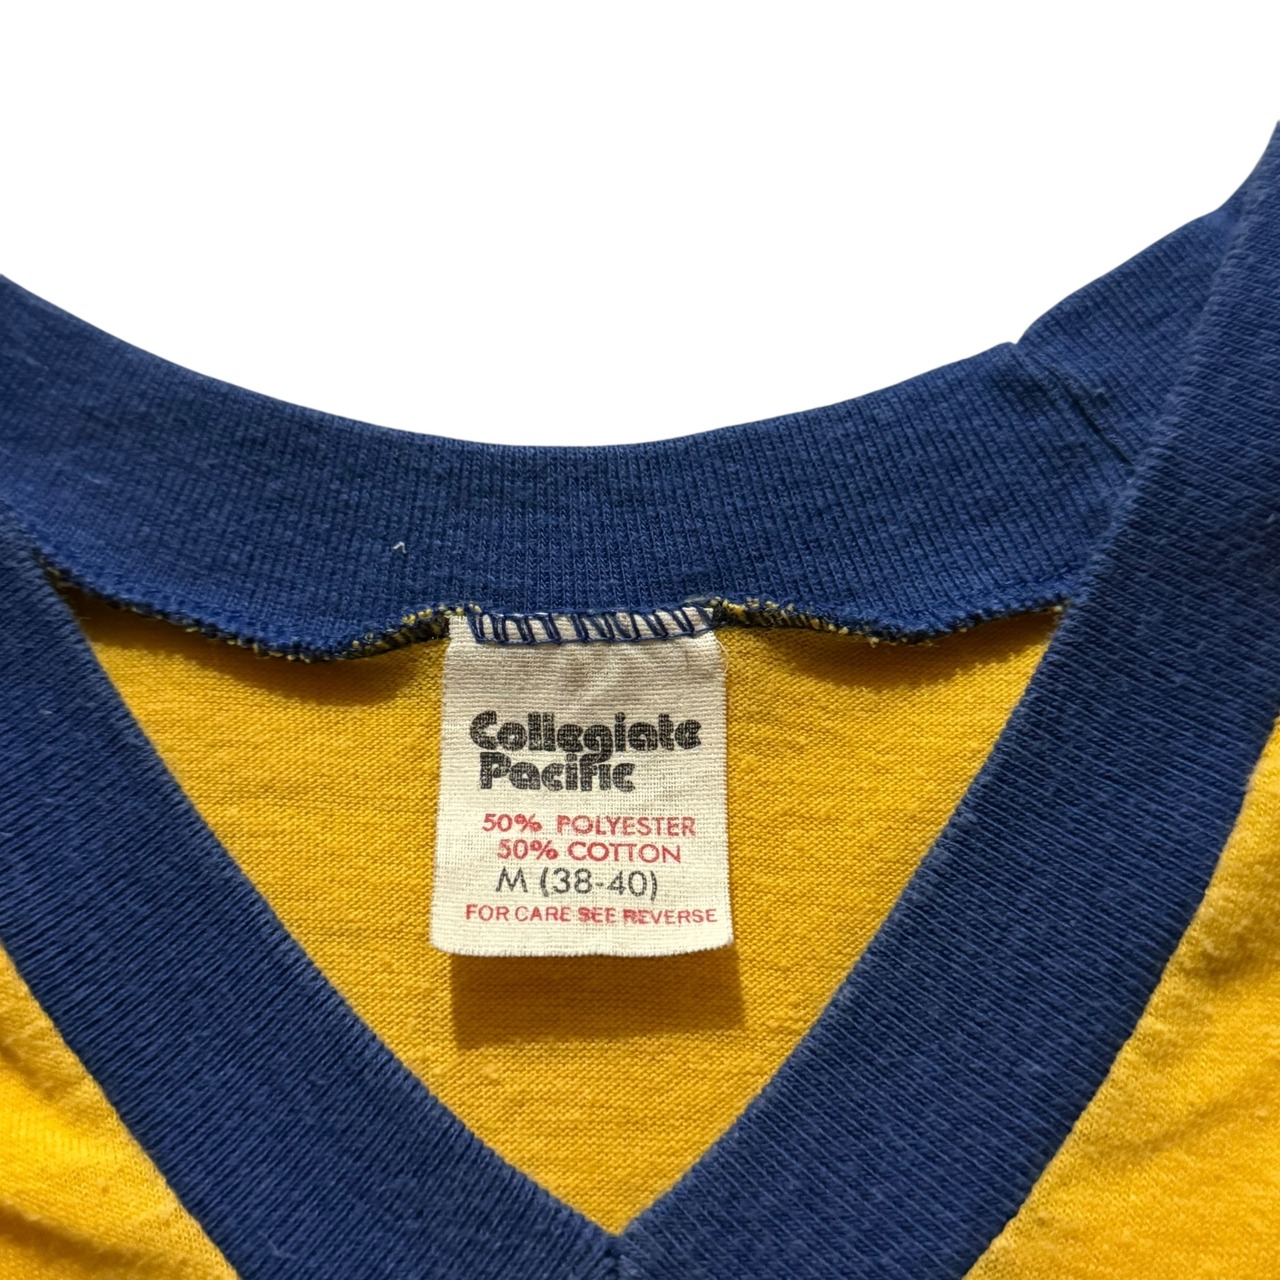 Collegiate
Pacific
50% POLYESTER
50% COTTON
M (38-40)
FOR CARE SEE REVERSE